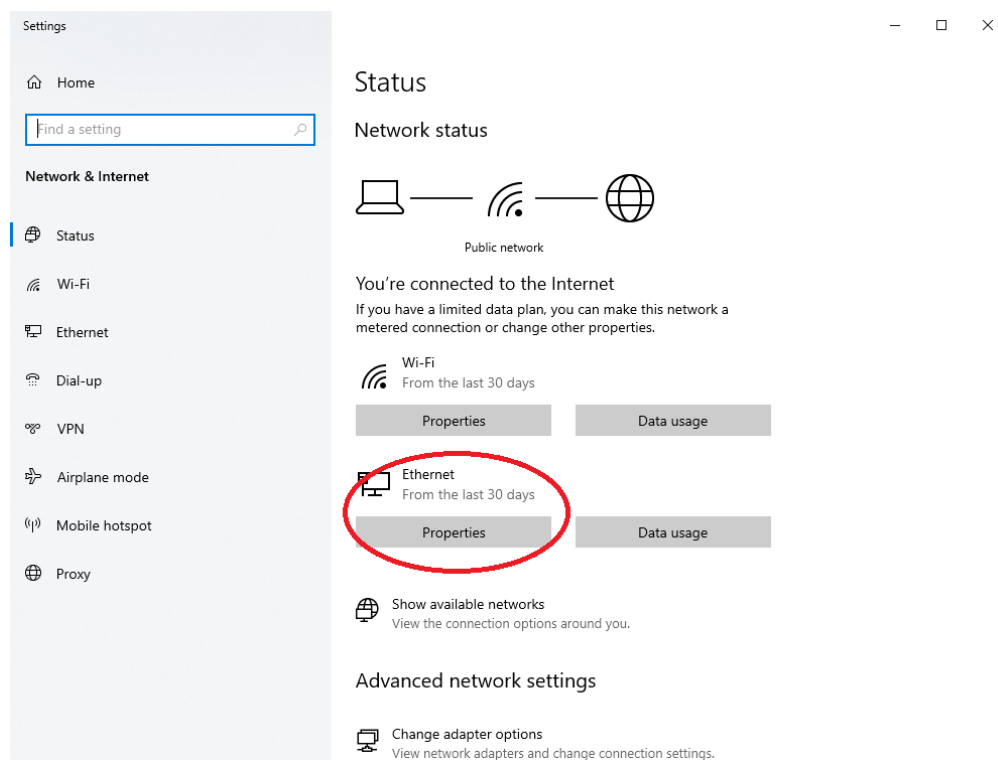 Settings
Home
Find a setting
Network & Internet
Status
Wi-Fi
Ethernet
Dial-up
VPN
Airplane mode
Mobile hotspot
Proxy
Status
Network status
Public network
You're connected to the Internet
If you have a limited data plan, you can make this network a
metered connection or change other properties.
Wi-Fi
From the last 30 days
Properties Data usage
Ethernet
From the last 30 days
Properties Data usage
Show available networks
View the connection options around you.
Advanced network settings
Change adapter options
View network adapters and change connection settings.